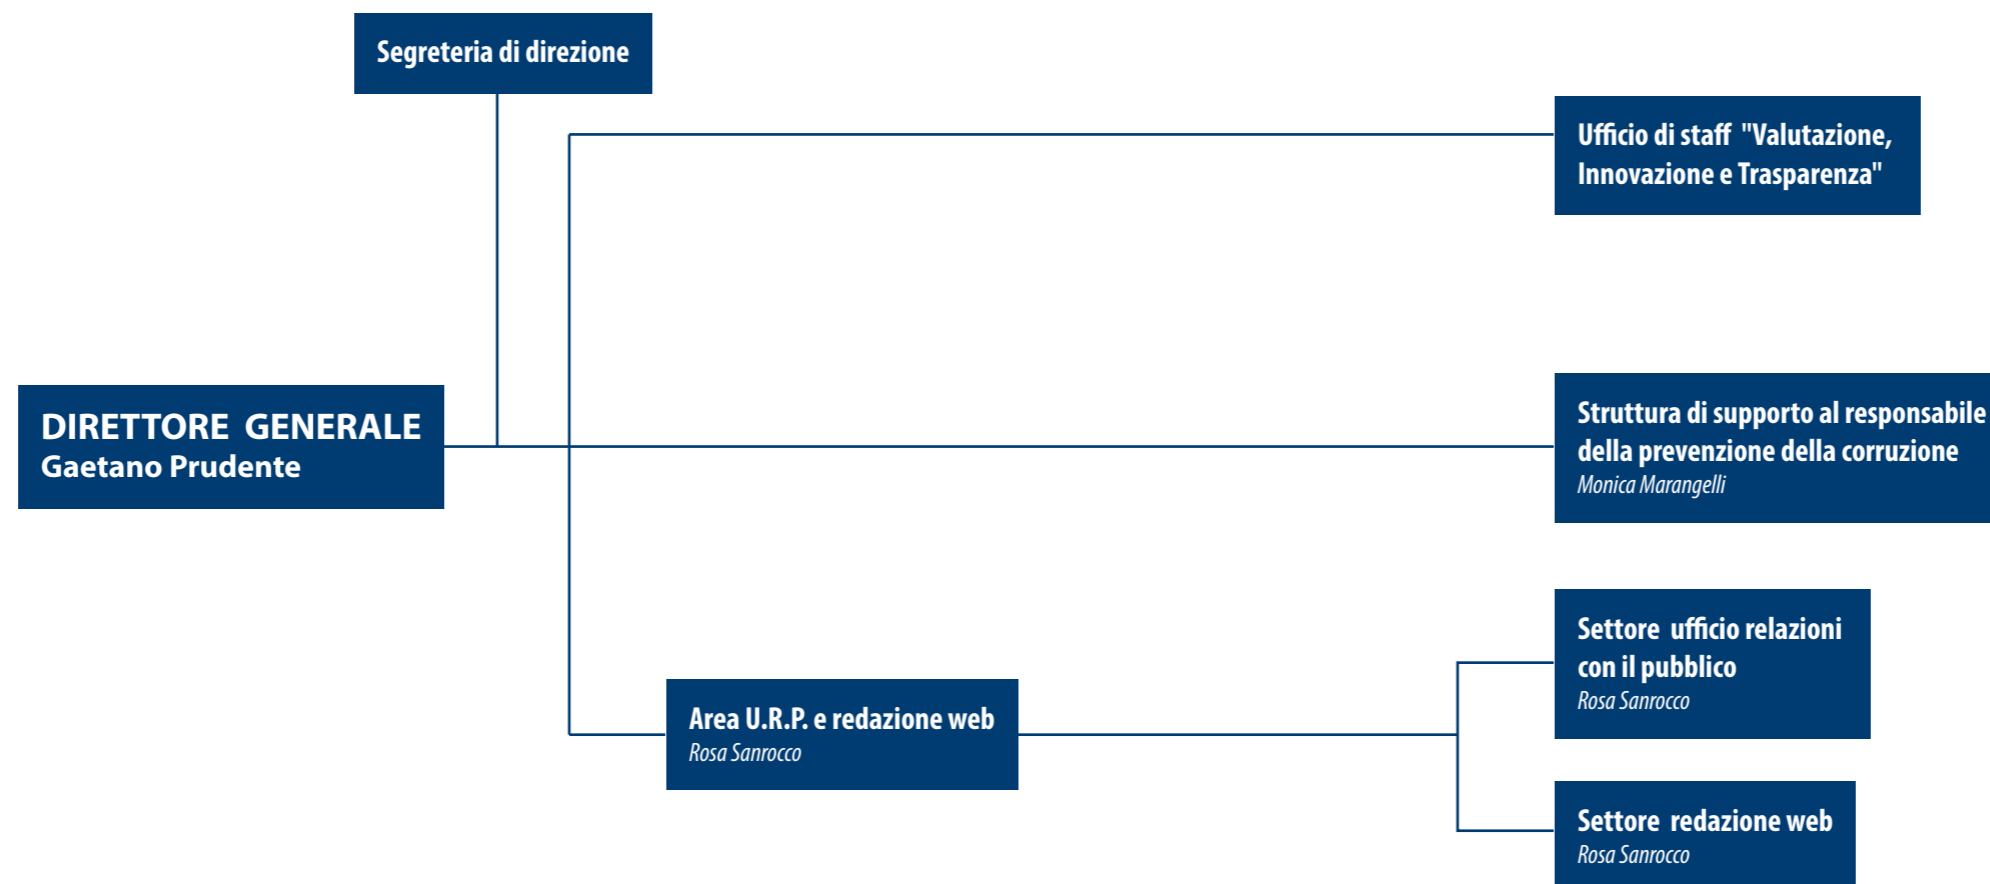 Segreteria di direzione
Ufficio di staff "Valutazione,
Innovazione e Trasparenza"
DIRETTORE GENERALE
Gaetano Prudente
Struttura di supporto al responsabile
della prevenzione della corruzione
Monica Marangelli
Area U.R.P. e redazione web
Rosa Sanrocco
Settore ufficio relazioni
con il pubblico
Rosa Sanrocco
Settore redazione web
Rosa Sanrocco